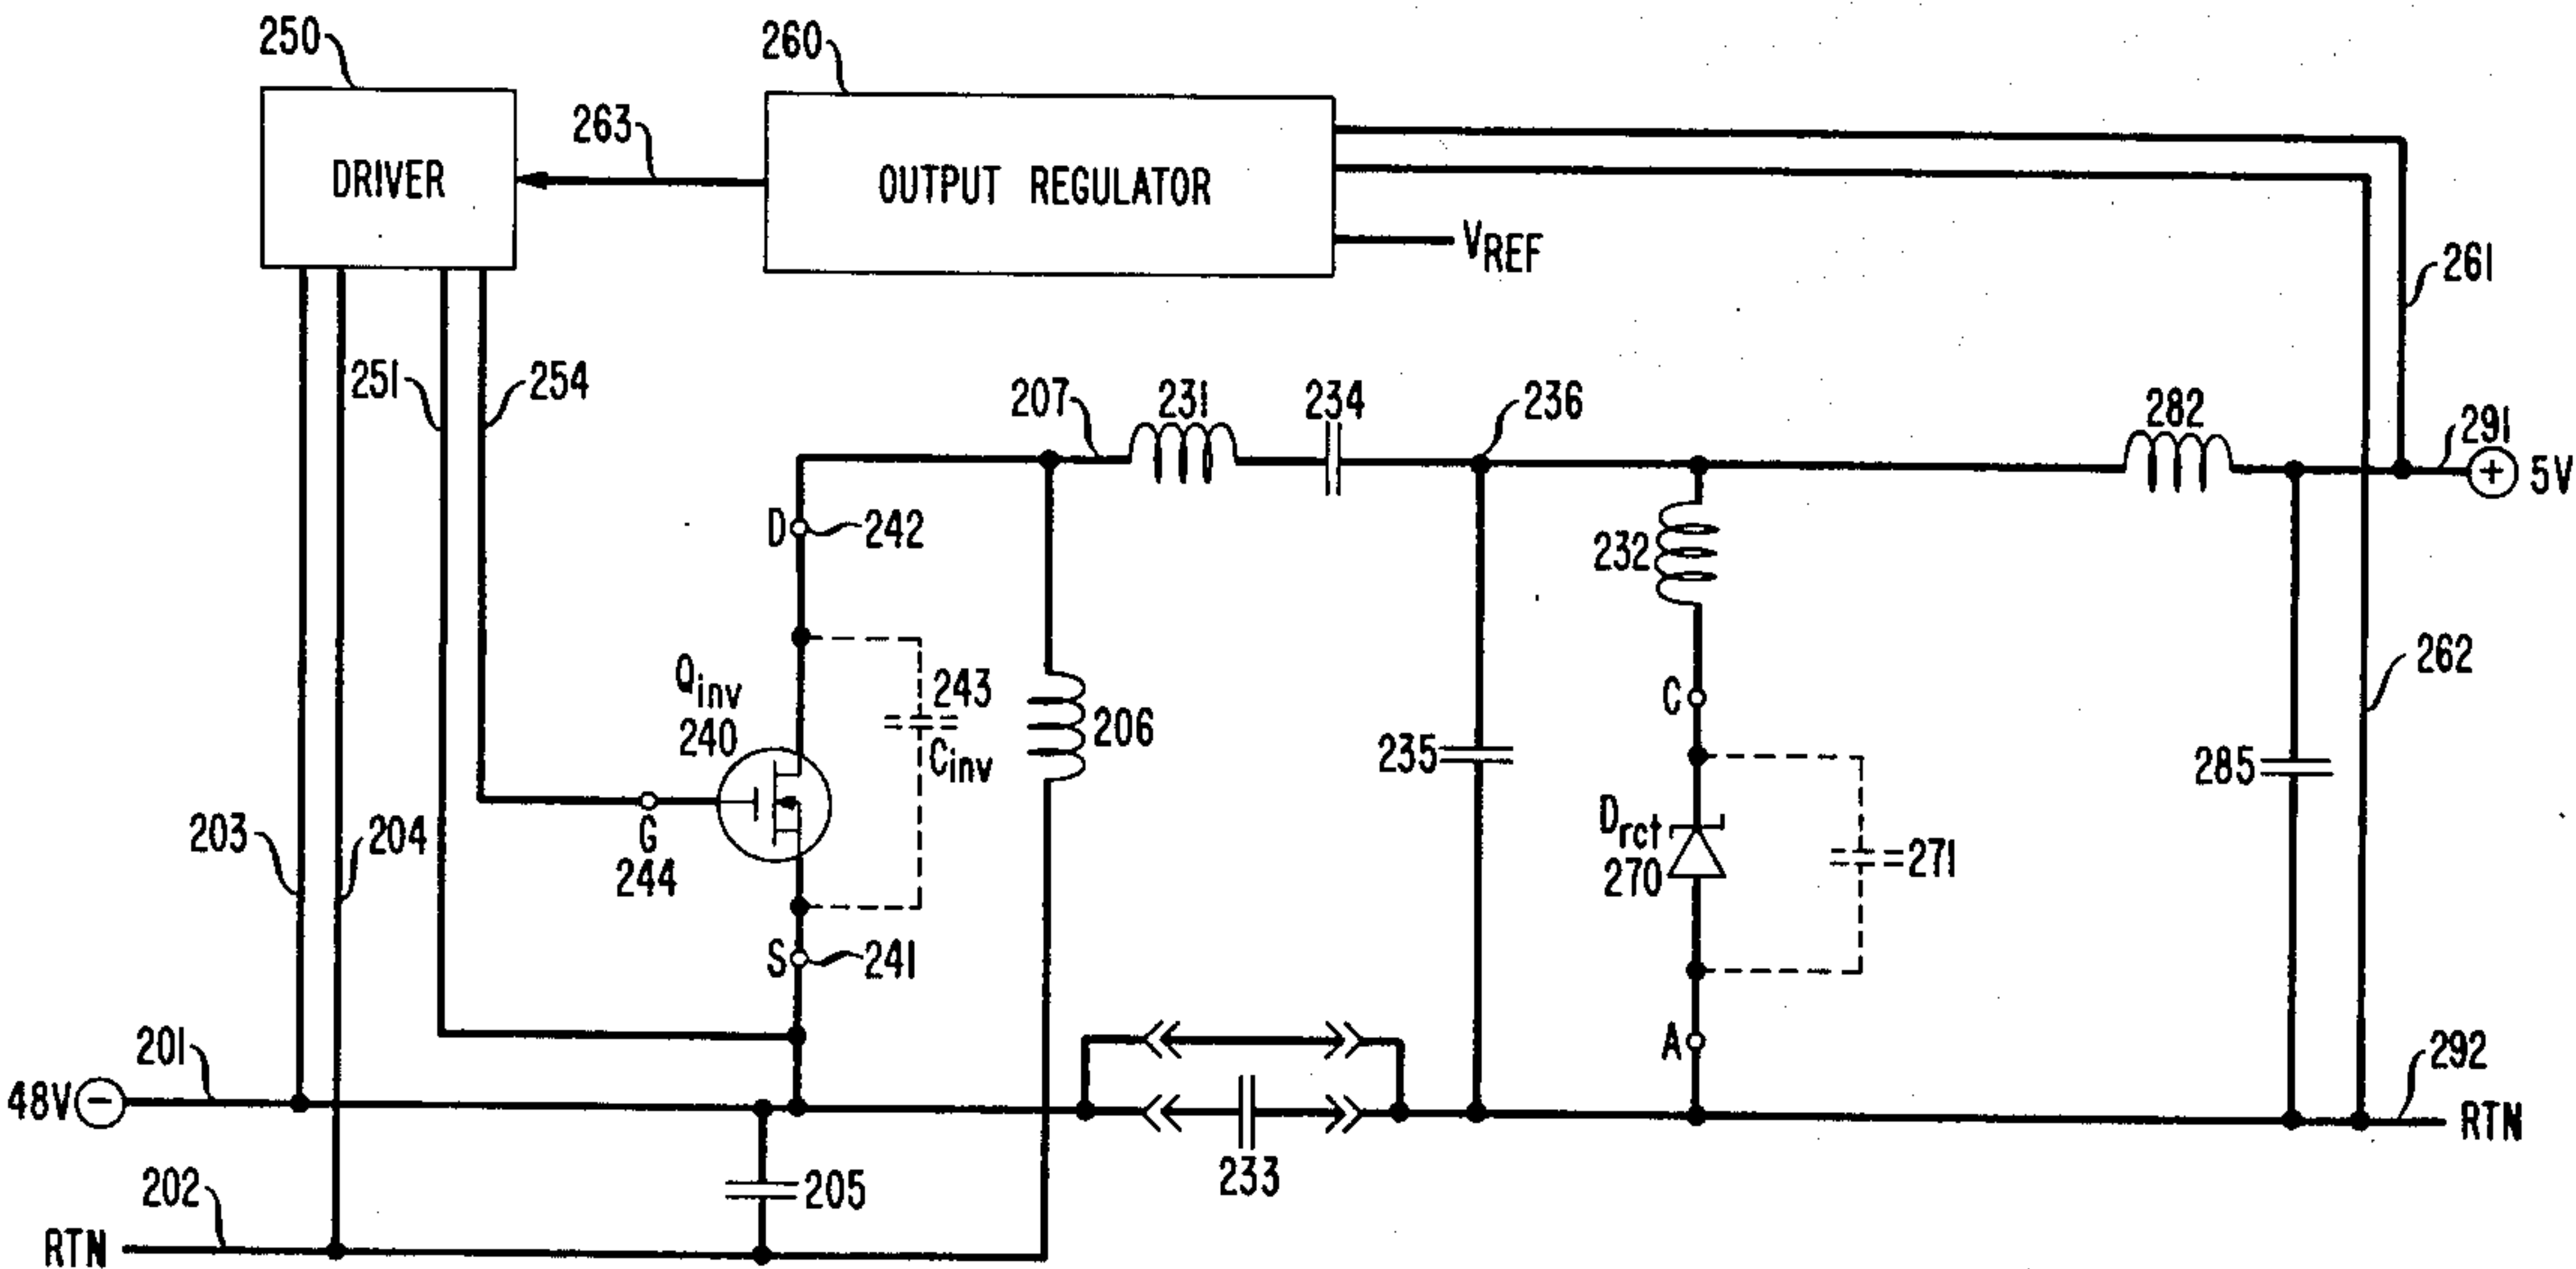 250
260
DRIVER
263
OUTPUT REGULATOR
VREF
261
251
254
207
231
234
236
282
291
+ 5V
D 242
232
262
Qinv
240
243
Cinv
206
C
235
285
203
204
G
244
Drct
270
271
S 241
A
201
48V −
292
RTN
233
202
205
RTN